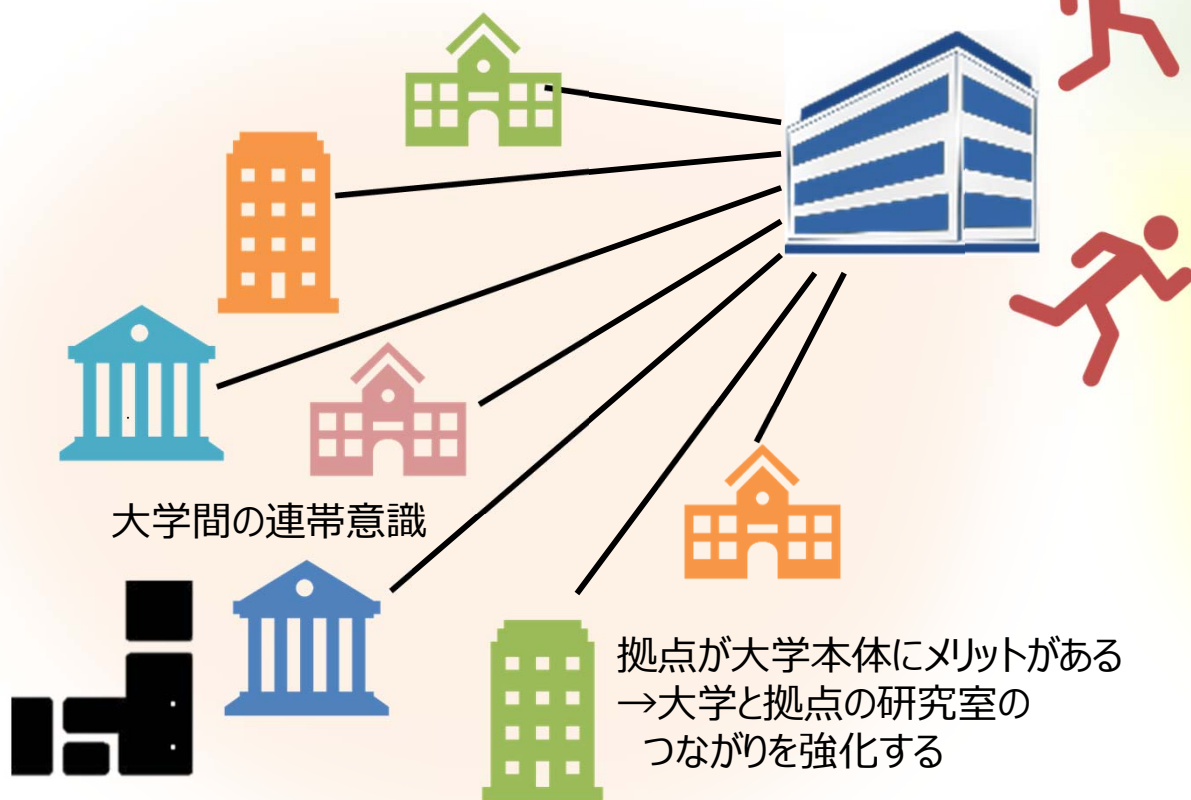 大学間の連帯意識
拠点が大学本体にメリットがある
→大学と拠点の研究室の
つながりを強化する